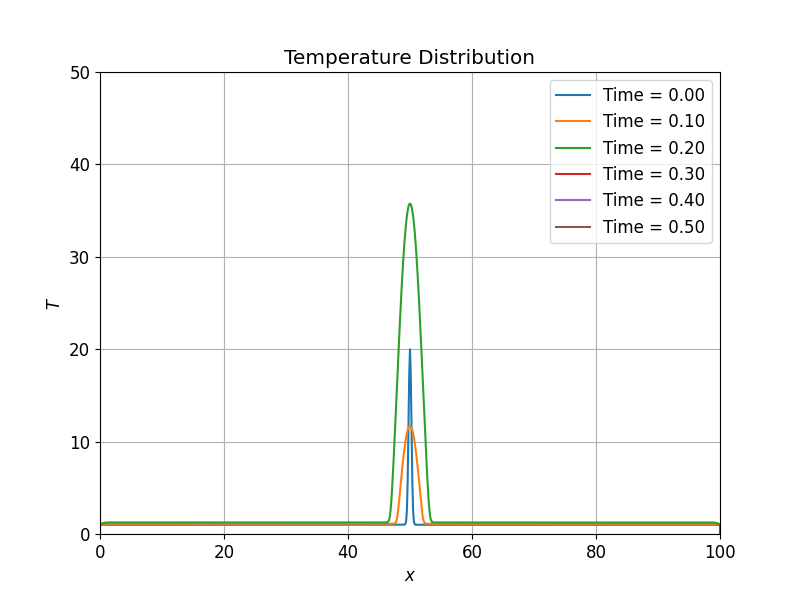 Temperature Distribution
50
40
30
20
10
0
T
0 20 40 60 80 100
x
Time = 0.00
Time = 0.10
Time = 0.20
Time = 0.30
Time = 0.40
Time = 0.50